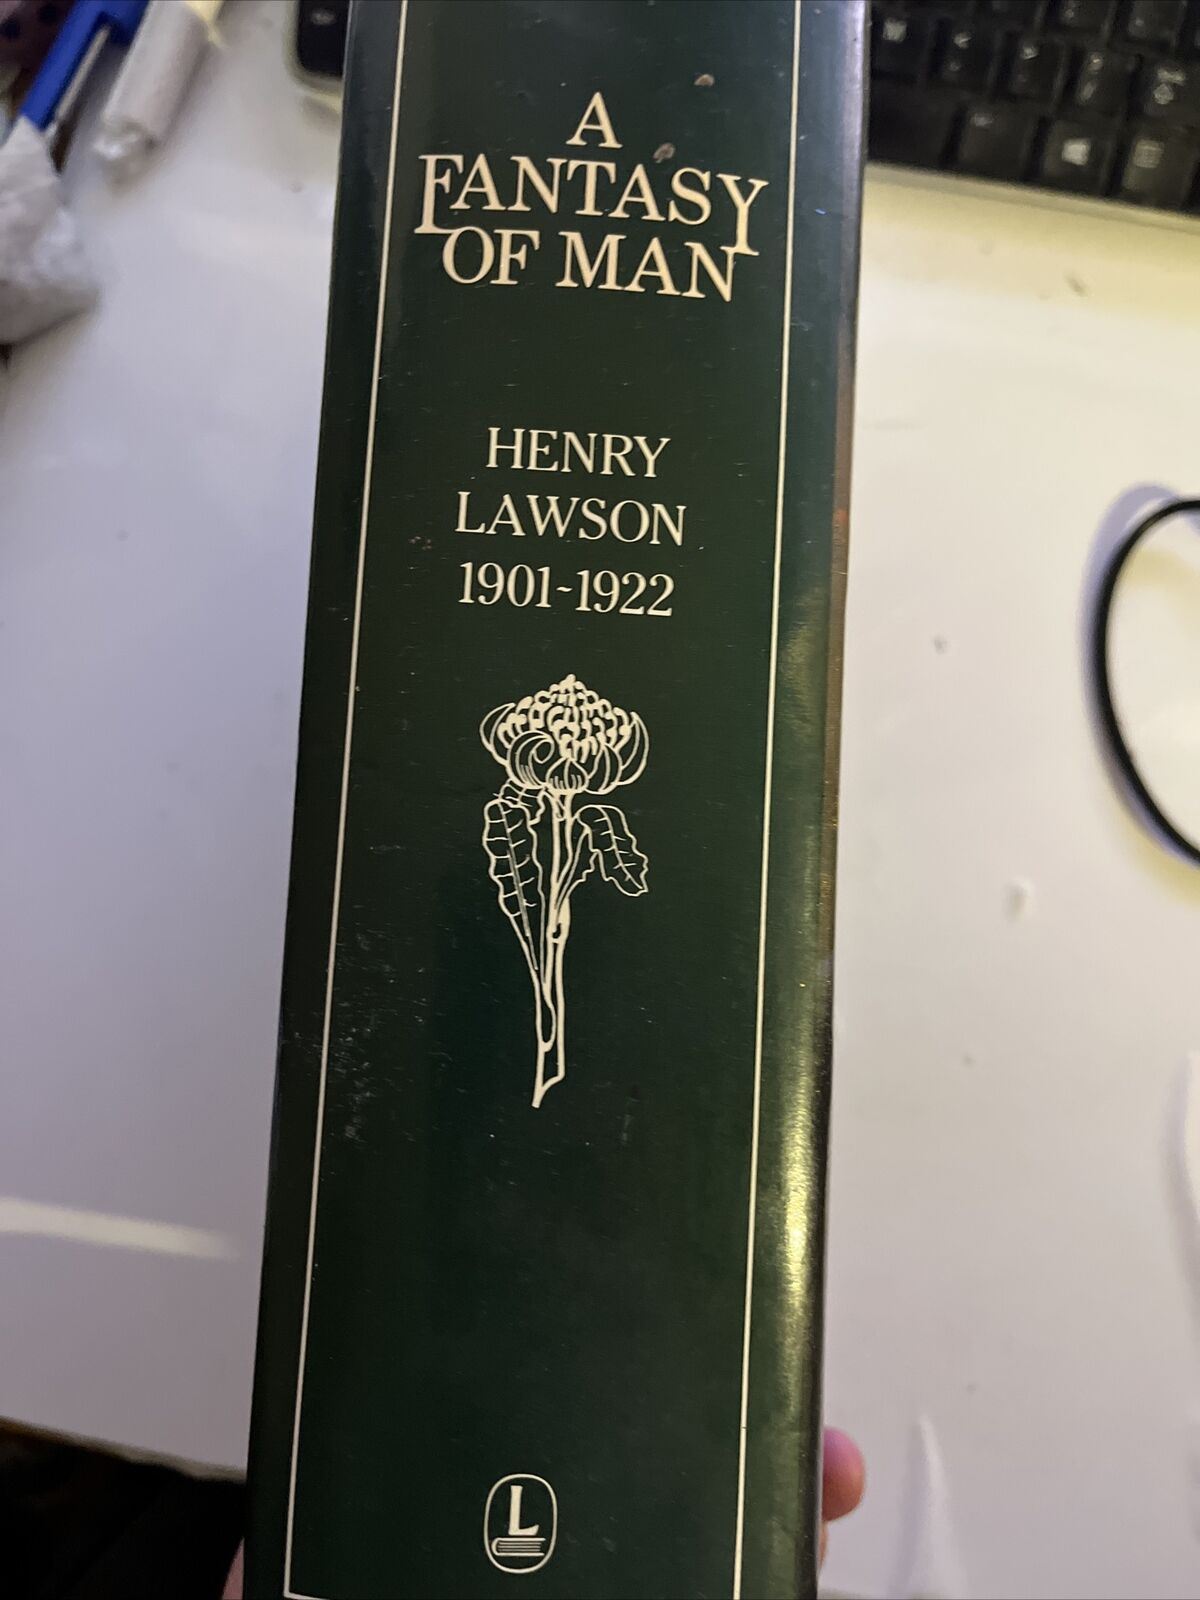 A
FANTASY
OF MAN
HENRY
LAWSON
1901-1922
L